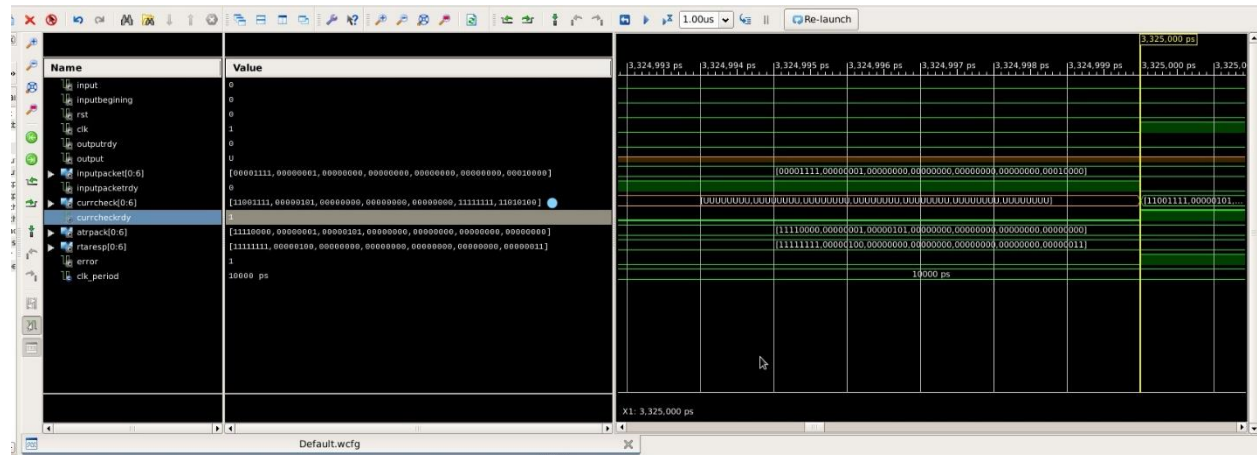 1.00us
Re-launch
3,325,000 ps
Name
Value
3,324,993 ps 3,324,994 ps 3,324,995 ps 3,324,996 ps 3,324,997 ps 3,324,998 ps 3,324,999 ps 3,325,000 ps 3,325,0
input 0
inputbegining 0
rst 0
clk 1
outputrdy 0
output U
inputpacket[0:6] [00001111,00000001,00000000,00000000,00000000,00000000,00010000] [00001111,00000001,00000000,00000000,00000000,00000000,00010000]
inputpacketrdy 0
currcheck[0:6] [11001111,00000101,00000000,00000000,00000000,11111111,11010100] [UUUUUUUU,UUUUUUUU,UUUUUUUU,UUUUUUUU,UUUUUUUU,UUUUUUUU,UUUUUUUU] [11001111,00000101,...
currcheckrdy 1
atrpack[0:6] [11110000,00000001,00000101,00000000,00000000,00000000,00000000] [11110000,00000001,00000101,00000000,00000000,00000000,00000000]
rtaresp[0:6] [11111111,00000100,00000000,00000000,00000000,00000000,00000011] [11111111,00000100,00000000,00000000,00000000,00000000,00000011]
error 1
clk_period 10000 ps 10000 ps
X1: 3,325,000 ps
Default.wcfg